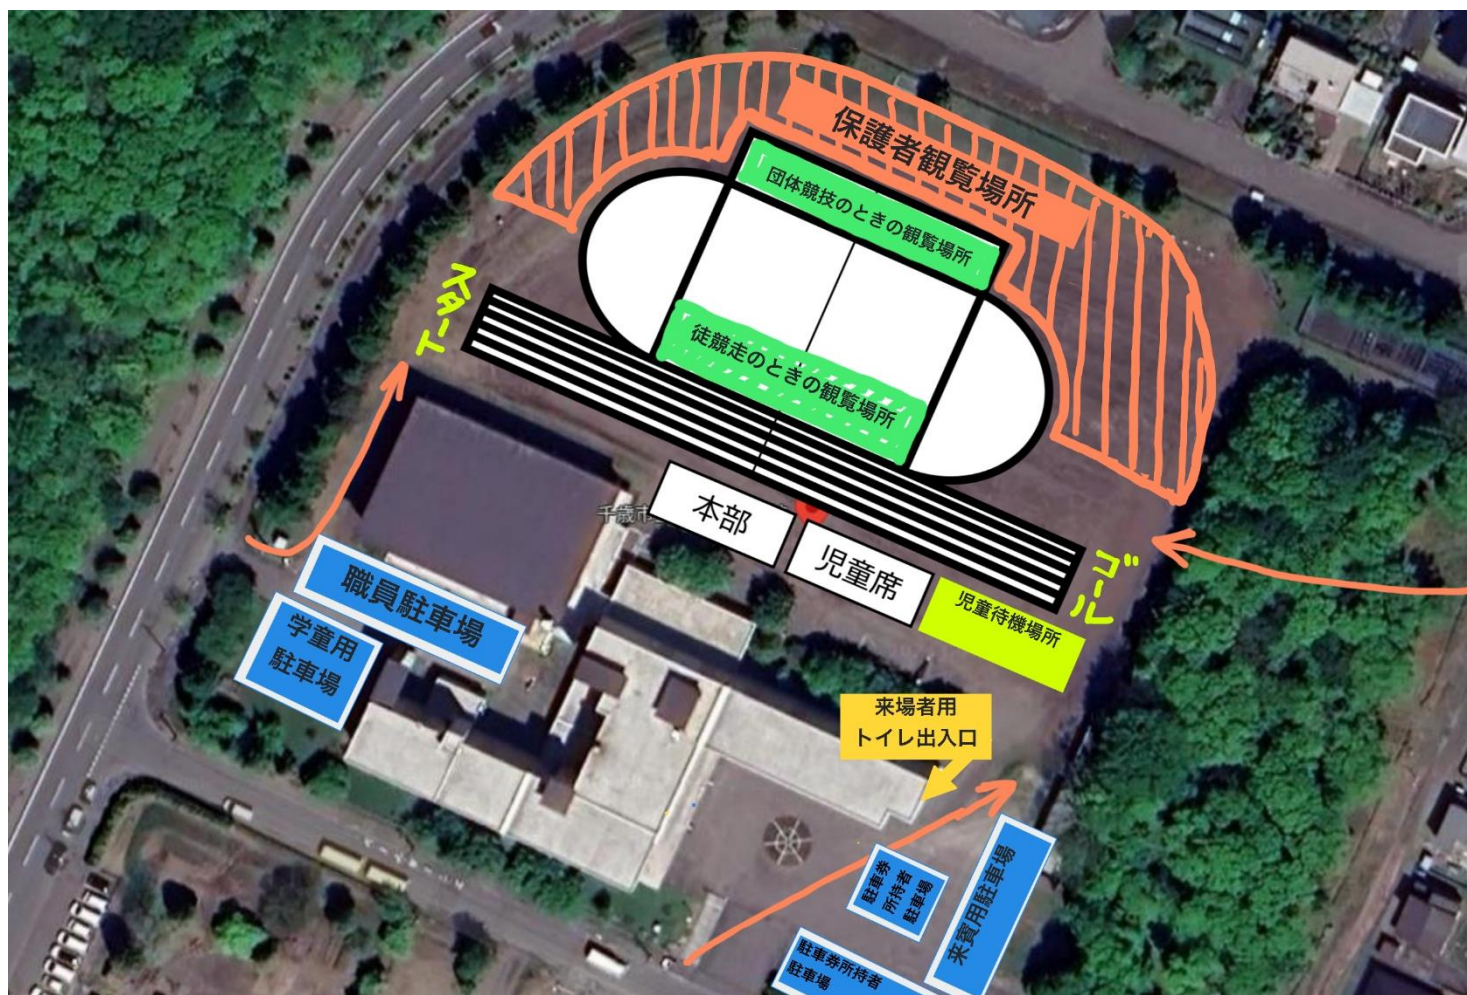 保護者観覧場所
団体競技のときの観覧場所
スタート
徒競走のときの観覧場所
千歳市
本部
児童席
児童待機場所
ゴール
職員駐車場
学童用
駐車場
来場者用
トイレ出入口
駐車券
所持者
駐車場
来賓用駐車場
駐車券所持者
駐車場